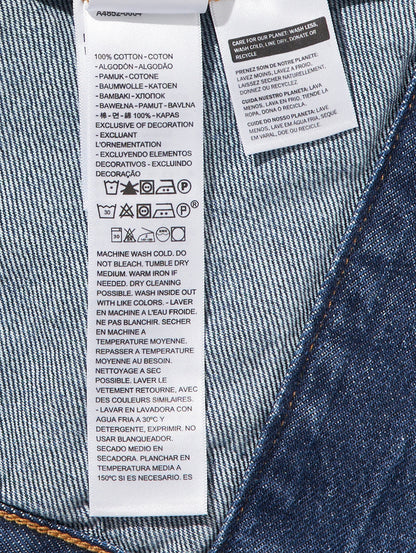 A4652-0004
100% COTTON - COTON
- ALGODÓN - ALGODÃO
- PAMUK - COTONE
- BAUMWOLLE - KATOEN
- BAMBAKI - ΧΠΟΠΟΚ
- BAWEŁNA - PAMUT - BAVLNA
- 棉 - 면 - 綿 100% - KAPAS
EXCLUSIVE OF DECORATION
- EXCLUANT
L'ORNEMENTATION
- EXCLUYENDO ELEMENTOS
DECORATIVOS - EXCLUINDO
DECORAÇÃO
MACHINE WASH COLD. DO
NOT BLEACH. TUMBLE DRY
MEDIUM. WARM IRON IF
NEEDED. DRY CLEANING
POSSIBLE. WASH INSIDE OUT
WITH LIKE COLORS. - LAVER
EN MACHINE A L'EAU FROIDE.
NE PAS BLANCHIR. SECHER
EN MACHINE A
TEMPERATURE MOYENNE.
REPASSER A TEMPERATURE
MOYENNE AU BESOIN.
NETTOYAGE A SEC
POSSIBLE. LAVER LE
VETEMENT RETOURNE, AVEC
DES COULEURS SIMILAIRES.
- LAVAR EN LAVADORA CON
AGUA FRIA A 30ºC Y
DETERGENTE, EXPRIMIR. NO
USAR BLANQUEADOR.
SECADO MEDIO EN
SECADORA. PLANCHAR EN
TEMPERATURA MEDIA A
150ºC SI ES NECESARIO. ES
CARE FOR OUR PLANET: WASH LESS,
WASH COLD, LINE DRY, DONATE OR
RECYCLE
PRENEZ SOIN DE NOTRE PLANETE:
LAVEZ MOINS, LAVEZ A FROID,
LAISSEZ SECHER NATURELLEMENT,
DONNEZ OU RECYCLEZ.
CUIDA NUESTRO PLANETA: LAVA
MENOS, LAVA EN FRIO, TIENDE LA
ROPA, DONA O RECICLA.
CUIDE DO NOSSO PLANETA: LAVE
MENOS, LAVE EM AGUA FRIA, SEQUE
EM VARAL, DOE OU RECICLE.